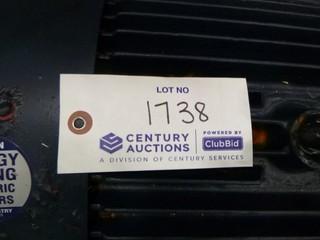 LOT NO
1738
CENTURY
AUCTIONS
POWERED BY
ClubBid
A DIVISION OF CENTURY SERVICES